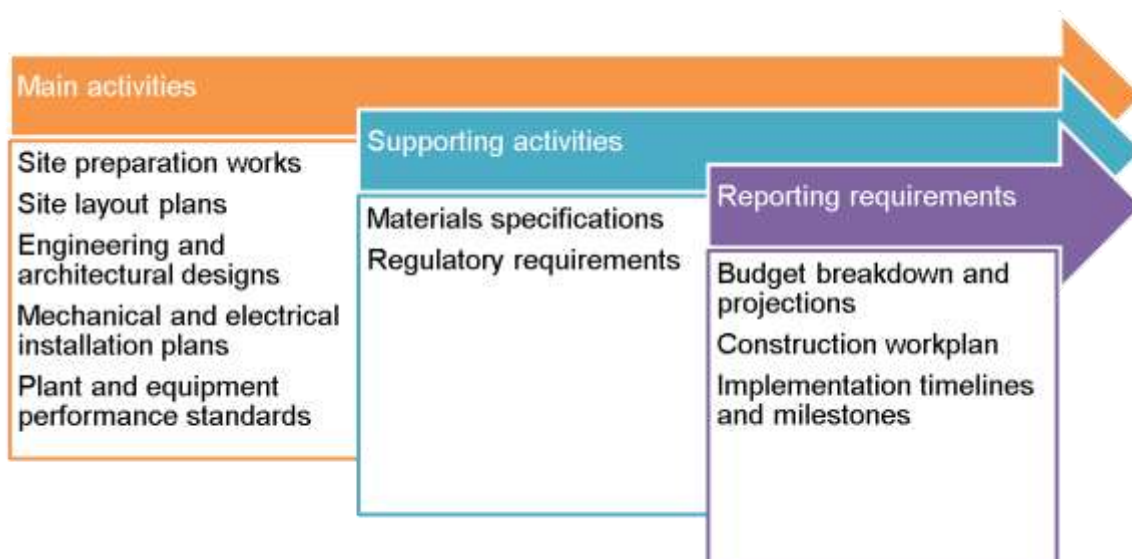 Main activities
Site preparation works
Site layout plans
Engineering and
architectural designs
Mechanical and electrical
installation plans
Plant and equipment
performance standards
Supporting activities
Materials specifications
Regulatory requirements
Reporting requirements
Budget breakdown and
projections
Construction workplan
Implementation timelines
and milestones